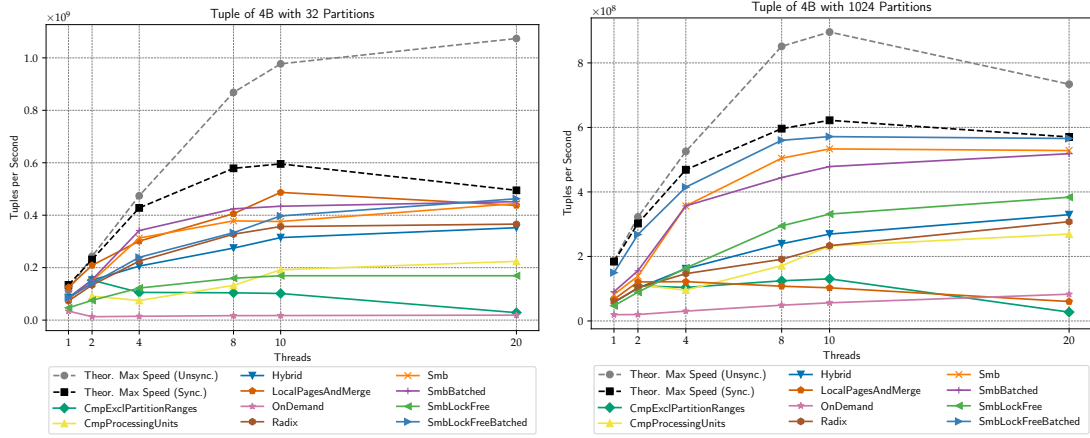 Tuple of 4B with 32 Partitions
×10⁹
1.0
0.8
0.6
0.4
0.2
0.0
Tuples per Second
1 2 4 8 10 20
Threads
Theor. Max Speed (Unsync.)
Theor. Max Speed (Sync.)
CmpExclPartitionRanges
CmpProcessingUnits
Hybrid
LocalPagesAndMerge
OnDemand
Radix
Smb
SmbBatched
SmbLockFree
SmbLockFreeBatched
Tuple of 4B with 1024 Partitions
×10⁸
8
6
4
2
0
Tuples per Second
1 2 4 8 10 20
Threads
Theor. Max Speed (Unsync.)
Theor. Max Speed (Sync.)
CmpExclPartitionRanges
CmpProcessingUnits
Hybrid
LocalPagesAndMerge
OnDemand
Radix
Smb
SmbBatched
SmbLockFree
SmbLockFreeBatched